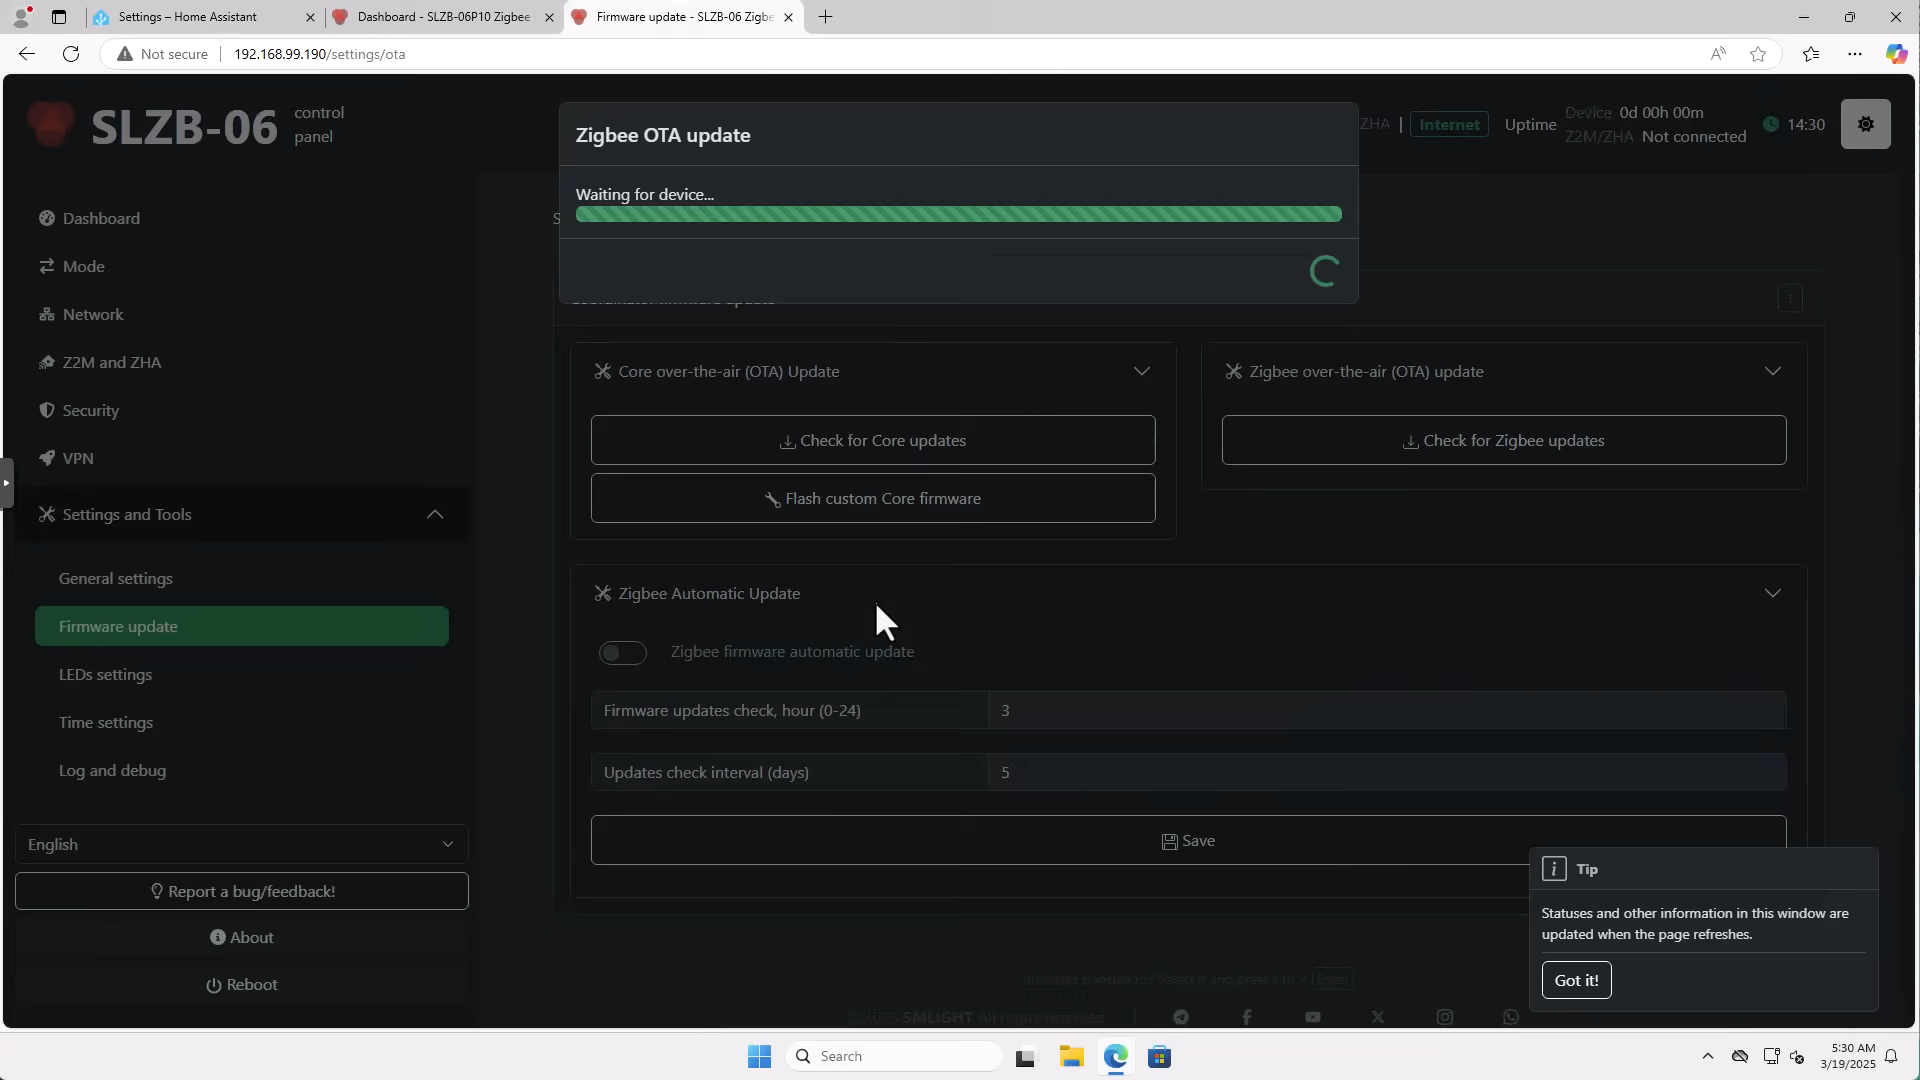 Settings – Home Assistant
Dashboard - SLZB-06P10 Zigbee
Firmware update - SLZB-06 Zigbe
Not secure
192.168.99.190/settings/ota
SLZB-06
control
panel
Zigbee OTA update
Waiting for device...
ZHA | Internet
Uptime
Device 0d 00h 00m
Z2M/ZHA Not connected
14:30
Dashboard
Mode
Network
Z2M and ZHA
Security
VPN
Settings and Tools
General settings
Firmware update
LEDs settings
Time settings
Log and debug
English
Report a bug/feedback!
About
Reboot
Core over-the-air (OTA) Update
Check for Core updates
Flash custom Core firmware
Zigbee over-the-air (OTA) update
Check for Zigbee updates
Zigbee Automatic Update
Zigbee firmware automatic update
Firmware updates check, hour (0-24)
3
Updates check interval (days)
5
Save
Tip
Statuses and other information in this window are
updated when the page refreshes.
Got it!
Enter
SMLIGHT All rights reserved
Search
5:30 AM
3/19/2025